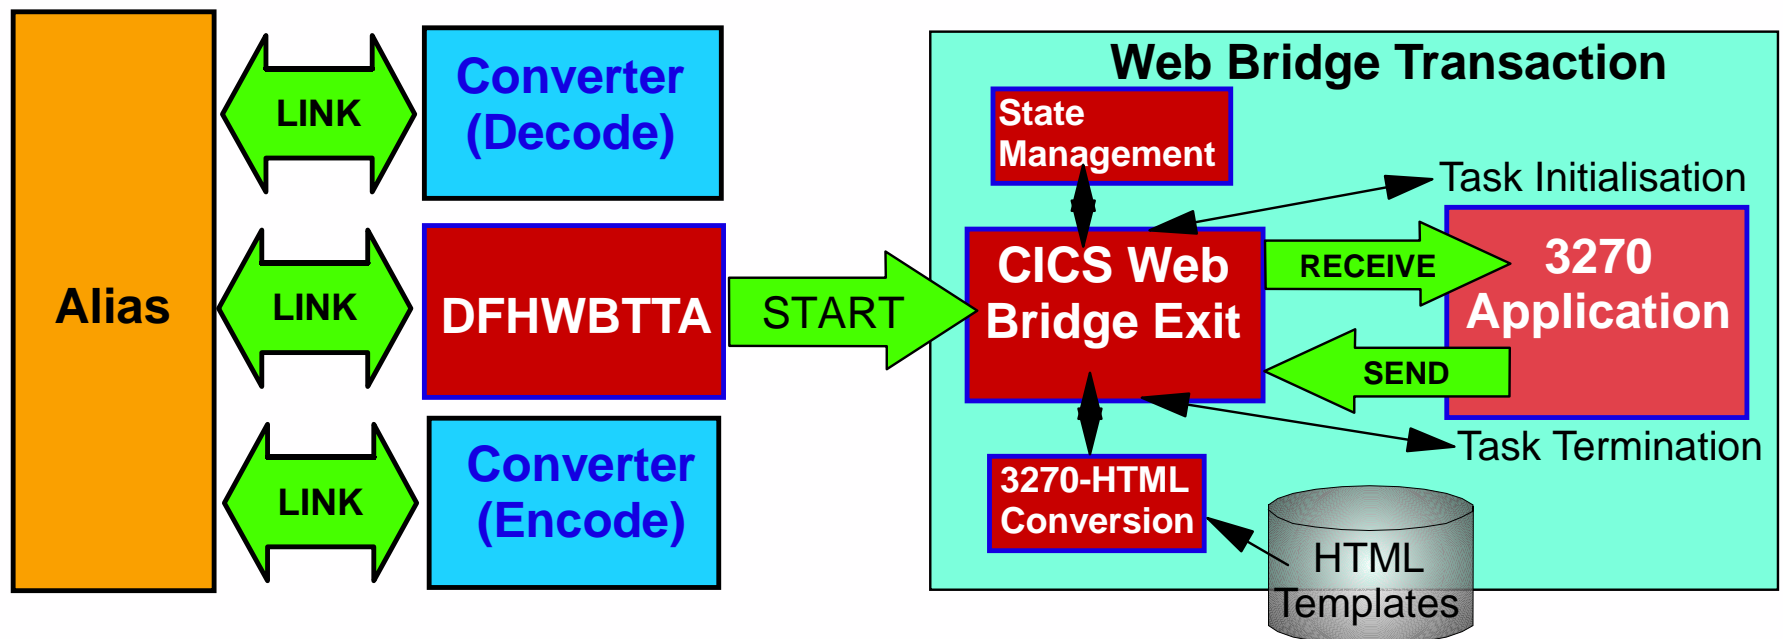 Alias
LINK
Converter
(Decode)
LINK
DFHWBTTA
START
LINK
Converter
(Encode)
Web Bridge Transaction
State
Management
Task Initialisation
CICS Web
Bridge Exit
RECEIVE
3270
Application
SEND
Task Termination
3270-HTML
Conversion
HTML
Templates